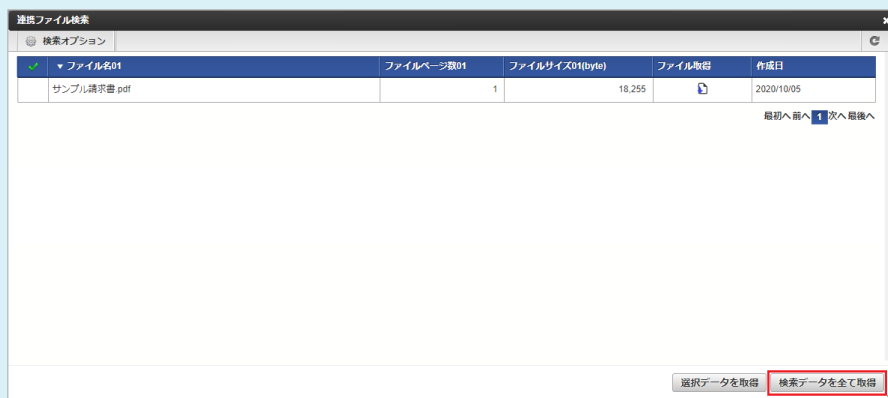 連携ファイル検索
検索オプション
▼ファイル名01 ファイルページ数01 ファイルサイズ01(byte) ファイル取得 作成日
サンプル請求書.pdf 1 18,255 2020/10/05
最初へ 前へ 1 次へ 最後へ
選択データを取得 検索データを全て取得